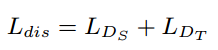 L_{dis} = L_{D_S} + L_{D_T}